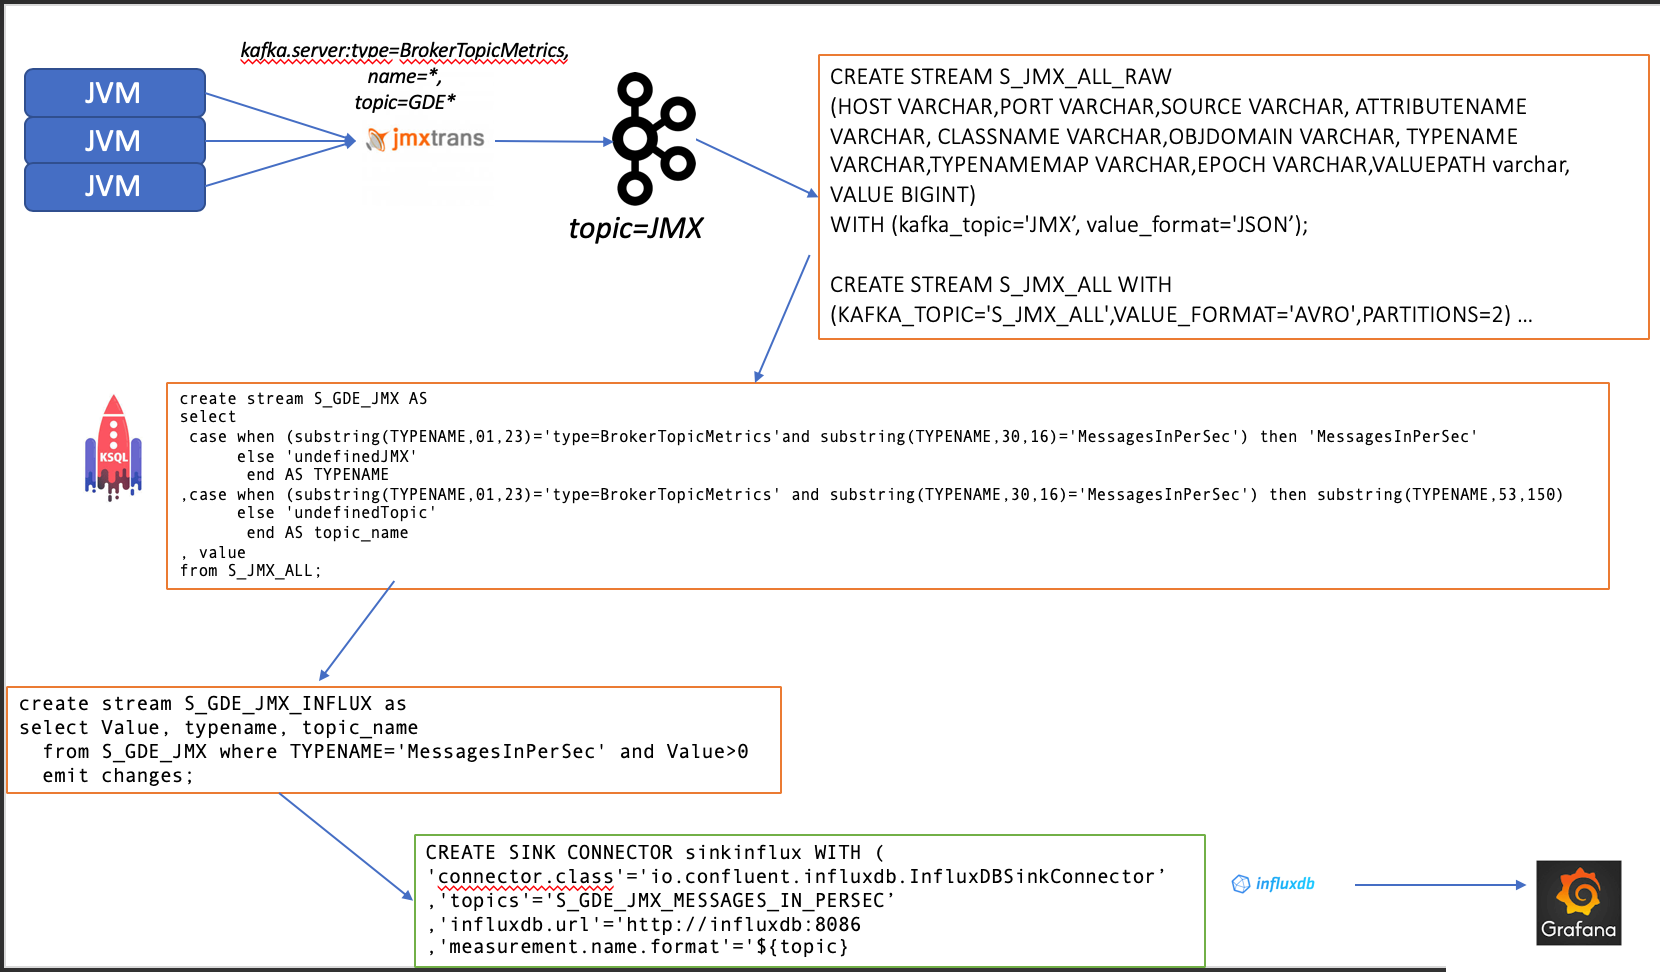 kafka.server:type=BrokerTopicMetrics,
name=*,
topic=GDE*
JVM
JVM
JVM
jmxtrans
topic=JMX
CREATE STREAM S_JMX_ALL_RAW
(HOST VARCHAR,PORT VARCHAR,SOURCE VARCHAR, ATTRIBUTENAME
VARCHAR, CLASSNAME VARCHAR,OBJDOMAIN VARCHAR, TYPENAME
VARCHAR,TYPENAMEMAP VARCHAR,EPOCH VARCHAR,VALUEPATH varchar,
VALUE BIGINT)
WITH (kafka_topic='JMX’, value_format='JSON’);
CREATE STREAM S_JMX_ALL WITH
(KAFKA_TOPIC='S_JMX_ALL',VALUE_FORMAT='AVRO',PARTITIONS=2) ...
KSQL
create stream S_GDE_JMX AS
select
case when (substring(TYPENAME,01,23)='type=BrokerTopicMetrics'and substring(TYPENAME,30,16)='MessagesInPerSec') then 'MessagesInPerSec'
else 'undefinedJMX'
end AS TYPENAME
,case when (substring(TYPENAME,01,23)='type=BrokerTopicMetrics' and substring(TYPENAME,30,16)='MessagesInPerSec') then substring(TYPENAME,53,150)
else 'undefinedTopic'
end AS topic_name
, value
from S_JMX_ALL;
create stream S_GDE_JMX_INFLUX as
select Value, typename, topic_name
from S_GDE_JMX where TYPENAME='MessagesInPerSec' and Value>0
emit changes;
CREATE SINK CONNECTOR sinkinflux WITH (
'connector.class'='io.confluent.influxdb.InfluxDBSinkConnector’
,'topics'='S_GDE_JMX_MESSAGES_IN_PERSEC’
,'influxdb.url'='http://influxdb:8086
,'measurement.name.format'='${topic}
influxdb
Grafana